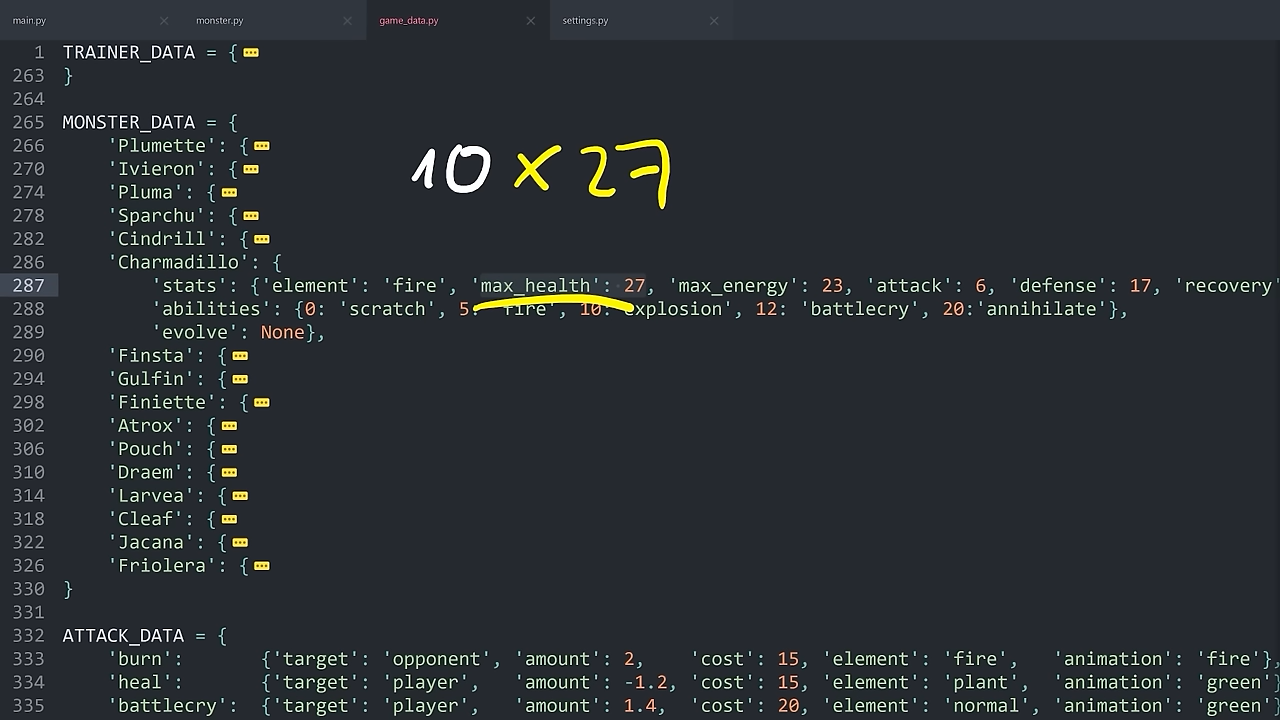 main.py monster.py game_data.py settings.py
1 TRAINER_DATA = {
263 }
264
265 MONSTER_DATA = {
266 'Plumette': {
10 x 27
270 'Ivieron': {
274 'Pluma': {
278 'Sparchu': {
282 'Cindrill': {
286 'Charmadillo': {
287 'stats': {'element': 'fire', 'max_health': 27, 'max_energy': 23, 'attack': 6, 'defense': 17, 'recovery'
288 'abilities': {0: 'scratch', 5: 'fire', 10: 'explosion', 12: 'battlecry', 20:'annihilate'},
289 'evolve': None},
290 'Finsta': {
294 'Gulfin': {
298 'Finiette': {
302 'Atrox': {
306 'Pouch': {
310 'Draem': {
314 'Larvea': {
318 'Cleaf': {
322 'Jacana': {
326 'Friolera': {
330 }
331
332 ATTACK_DATA = {
333 'burn': {'target': 'opponent', 'amount': 2, 'cost': 15, 'element': 'fire', 'animation': 'fire'},
334 'heal': {'target': 'player', 'amount': -1.2, 'cost': 15, 'element': 'plant', 'animation': 'green'}
335 'battlecry': {'target': 'player', 'amount': 1.4, 'cost': 20, 'element': 'normal', 'animation': 'green'}